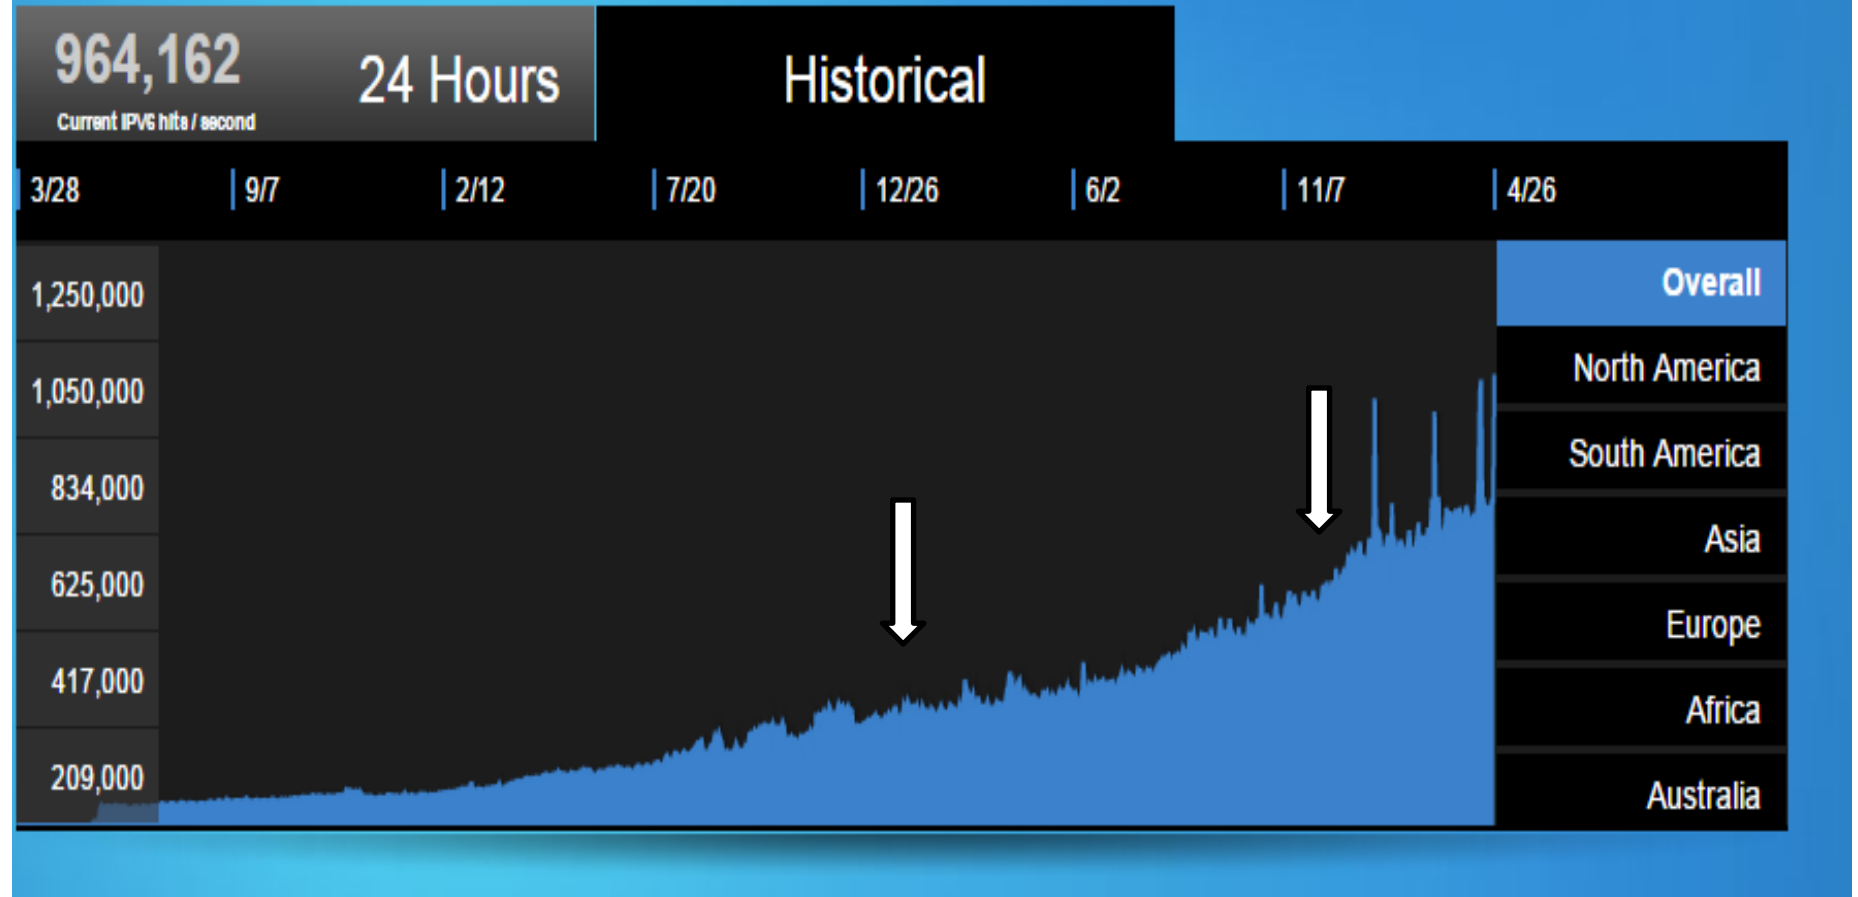 964,162
Current IPV6 hits / second
24 Hours
Historical
3/28
9/7
2/12
7/20
12/26
6/2
11/7
4/26
1,250,000
1,050,000
834,000
625,000
417,000
209,000
Overall
North America
South America
Asia
Europe
Africa
Australia